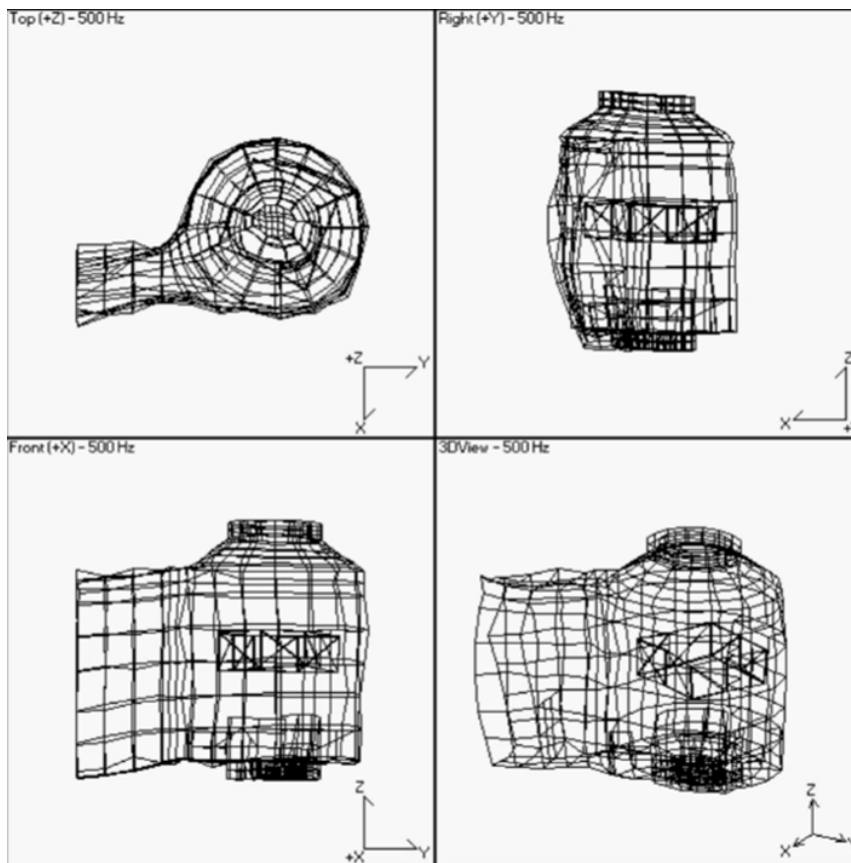 Top (+Z) - 500 Hz
Right (+Y) - 500 Hz
+Z
Y
X
Z
X
Front (+X) - 500 Hz
3DView - 500 Hz
Z
+X
Y
Z
X